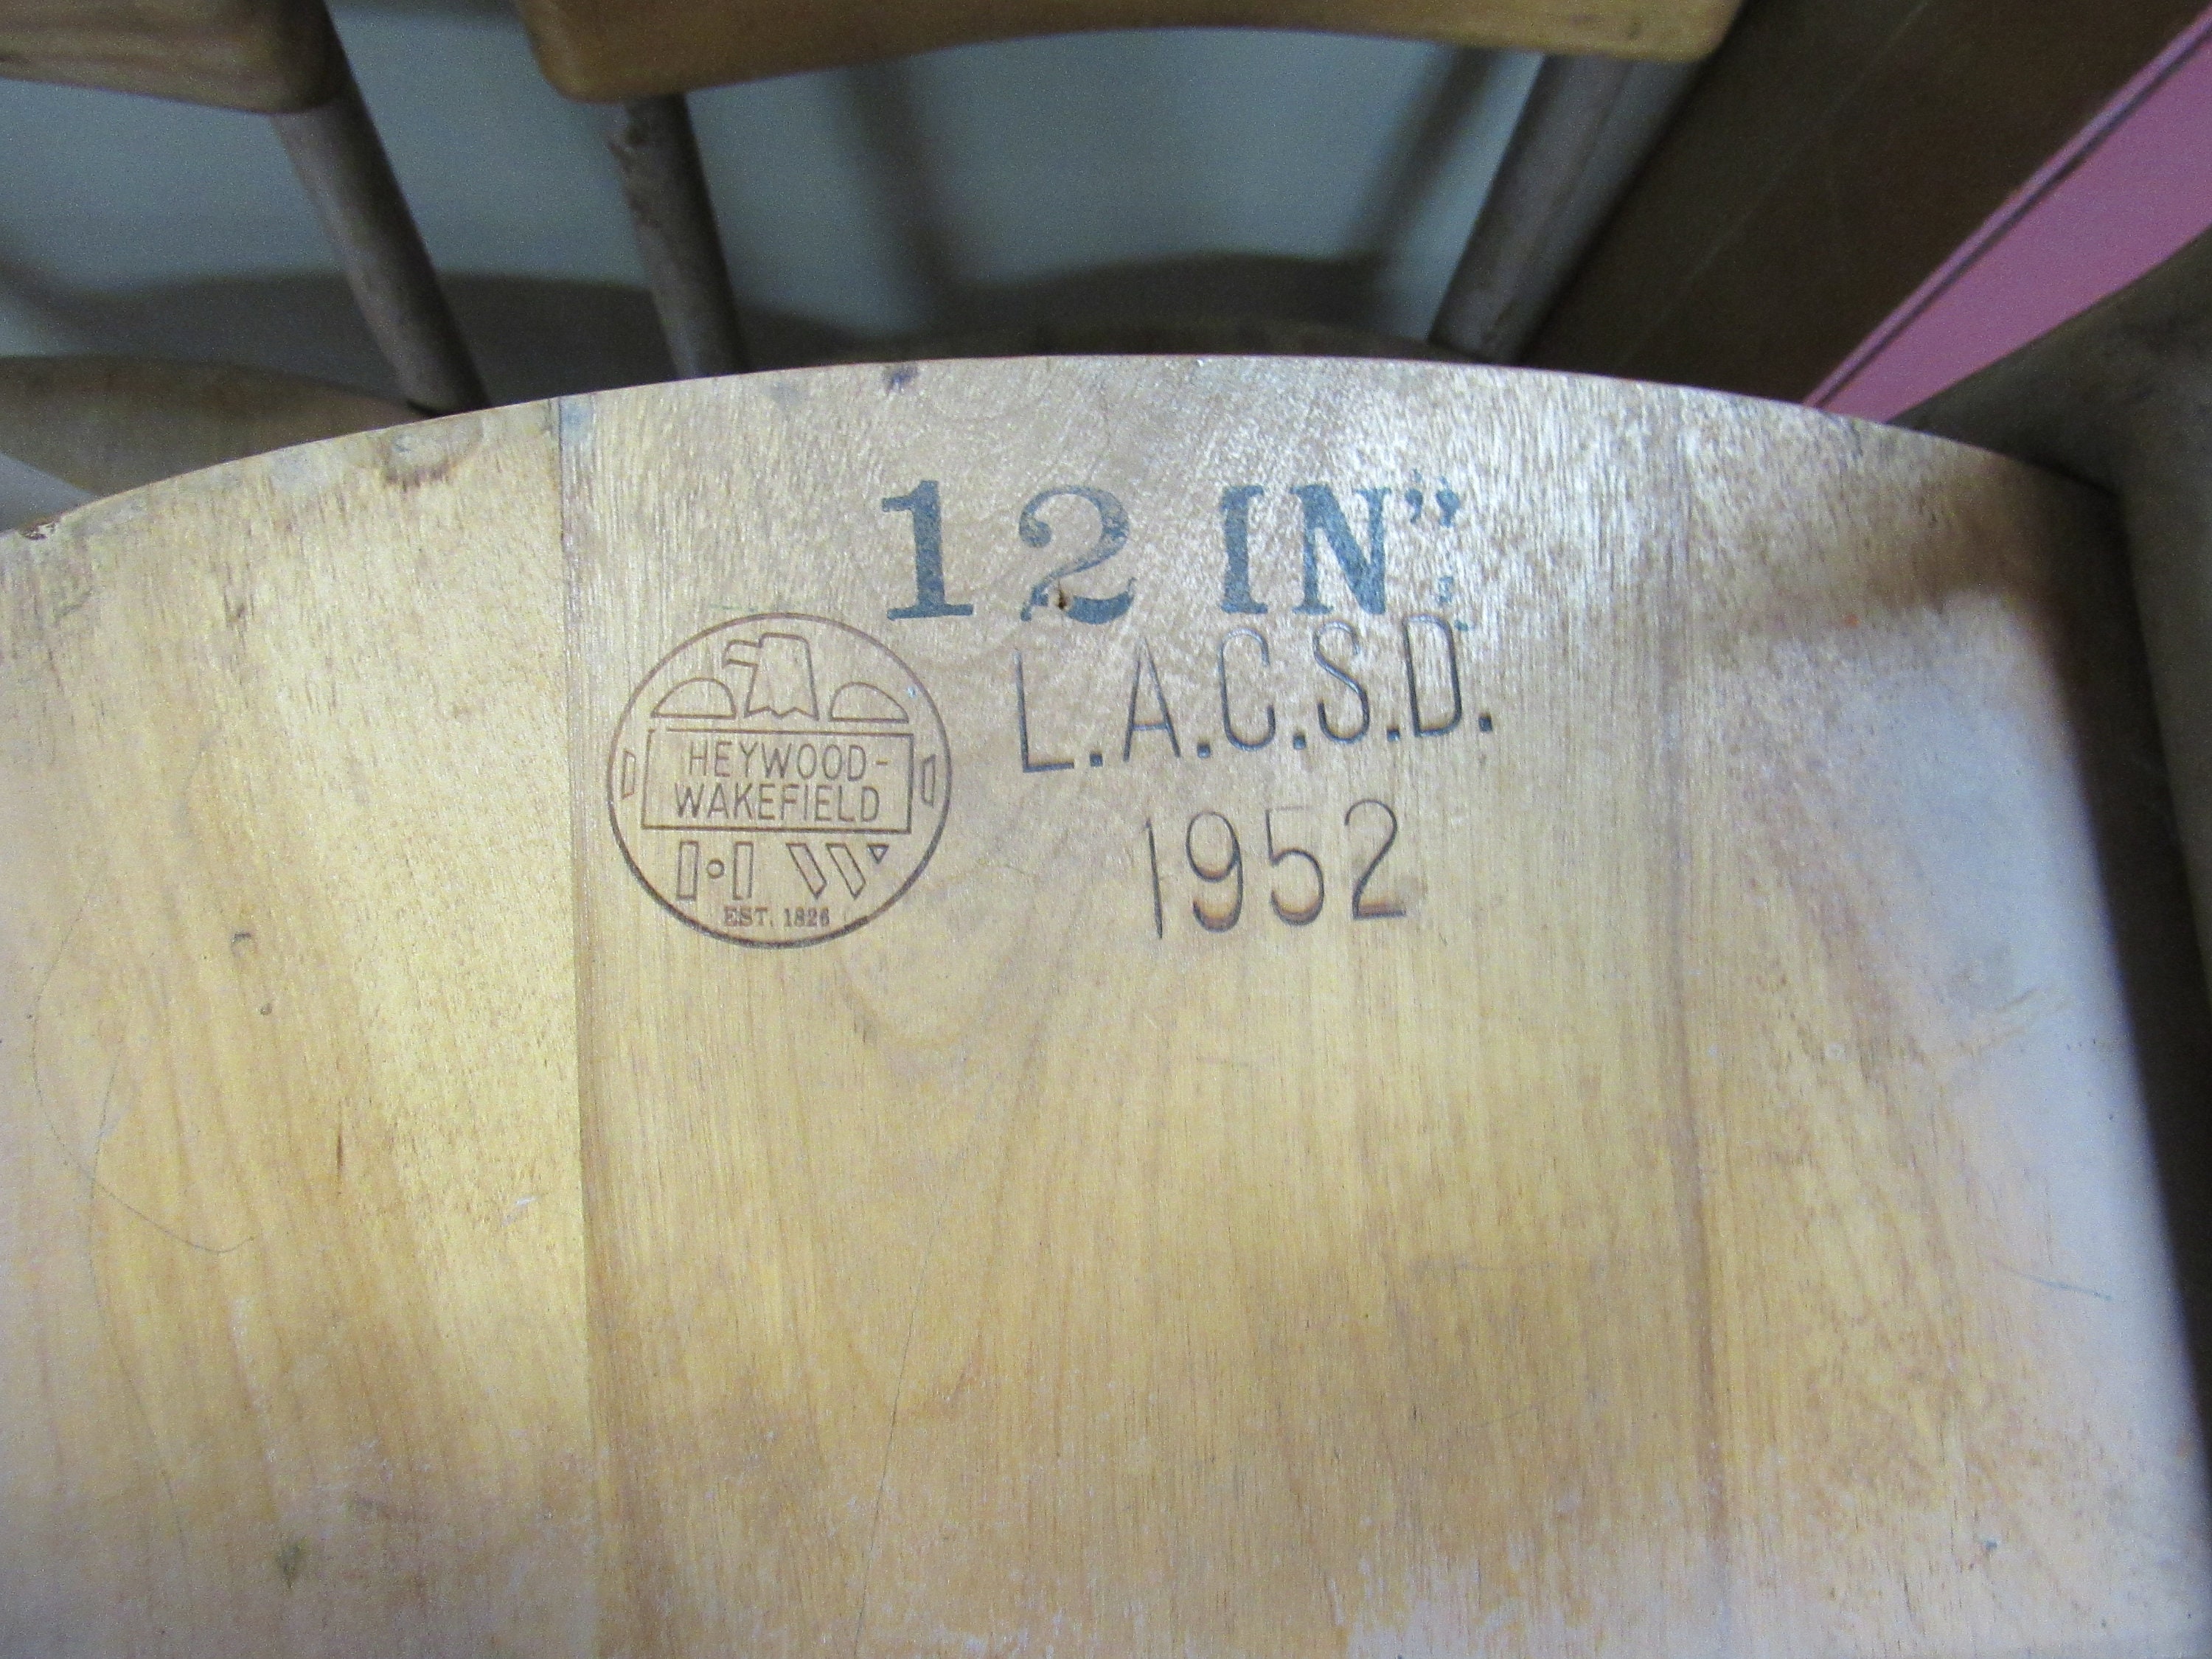 12 IN"
L.A.C.S.D.
1952
HEYWOOD-
WAKEFIELD
H W
EST. 1826